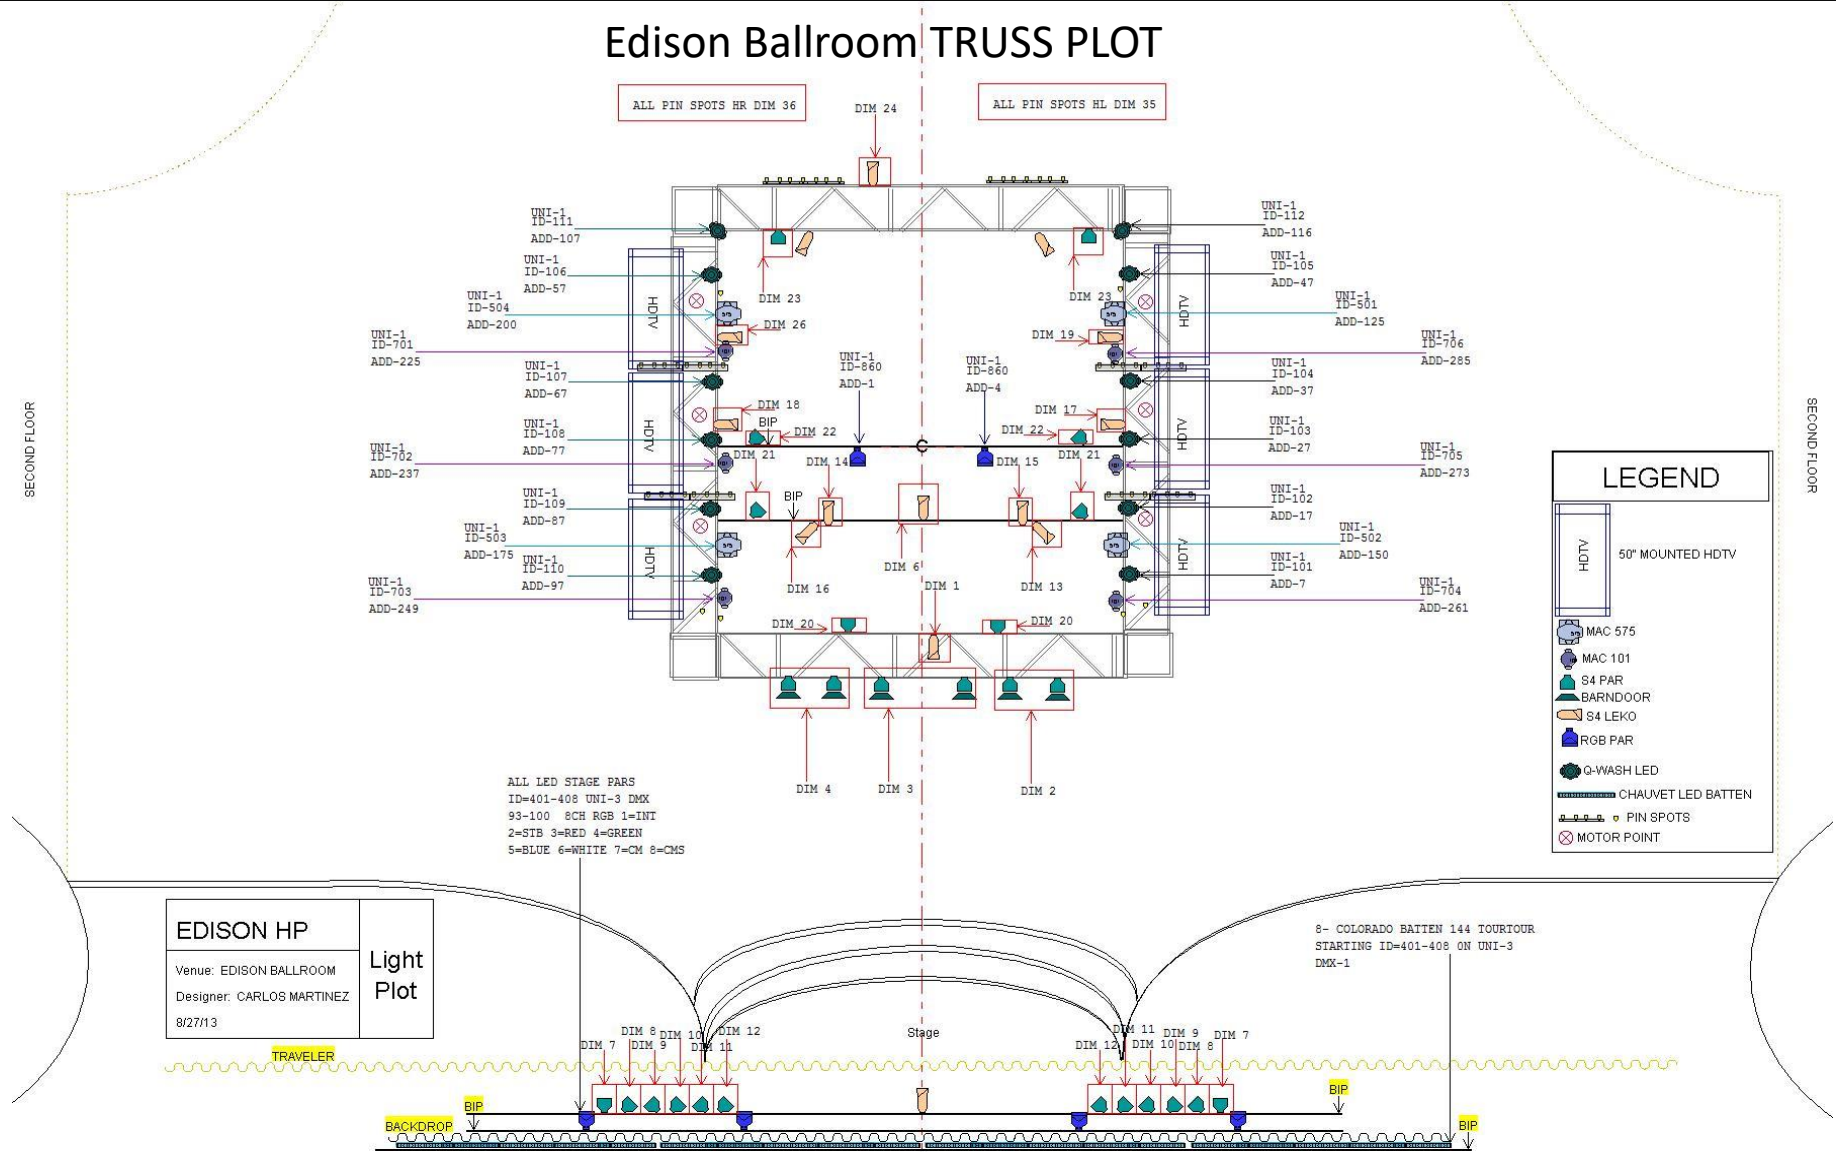 Edison Ballroom TRUSS PLOT
ALL PIN SPOTS HR DIM 36
DIM 24
ALL PIN SPOTS HL DIM 35
UNI-1
ID-111
ADD-107
UNI-1
ID-106
ADD-57
UNI-1
ID-504
ADD-200
UNI-1
ID-701
ADD-225
UNI-1
ID-107
ADD-67
UNI-1
ID-108
ADD-77
UNI-1
ID-702
ADD-237
UNI-1
ID-109
ADD-87
UNI-1
ID-503
ADD-175
UNI-1
ID-110
ADD-97
UNI-1
ID-703
ADD-249
HDTV
HDTV
HDTV
DIM 23
DIM 23
DIM 26
DIM 19
UNI-1
ID-860
ADD-1
UNI-1
ID-860
ADD-4
DIM 18
BIP
DIM 22
DIM 17
DIM 22
C
DIM 21
DIM 14
DIM 15
DIM 21
BIP
DIM 16
DIM 6
DIM 13
DIM 1
DIM 20
DIM 20
DIM 4
DIM 3
DIM 2
HDTV
HDTV
HDTV
UNI-1
ID-112
ADD-116
UNI-1
ID-105
ADD-47
UNI-1
ID-501
ADD-125
UNI-1
ID-706
ADD-285
UNI-1
ID-104
ADD-37
UNI-1
ID-103
ADD-27
UNI-1
ID-705
ADD-273
UNI-1
ID-102
ADD-17
UNI-1
ID-502
ADD-150
UNI-1
ID-101
ADD-7
UNI-1
ID-704
ADD-261
SECOND FLOOR
SECOND FLOOR
LEGEND
HDTV
50" MOUNTED HDTV
MAC 575
MAC 101
S4 PAR
BARNDOOR
S4 LEKO
RGB PAR
Q-WASH LED
CHAUVET LED BATTEN
PIN SPOTS
MOTOR POINT
ALL LED STAGE PARS
ID=401-408 UNI-3 DMX
93-100 8CH RGB 1=INT
2=STB 3=RED 4=GREEN
5=BLUE 6=WHITE 7=CM 8=CMS
EDISON HP
Venue: EDISON BALLROOM
Designer: CARLOS MARTINEZ
8/27/13
Light
Plot
8- COLORADO BATTEN 144 TOURTOUR
STARTING ID=401-408 ON UNI-3
DMX-1
Stage
TRAVELER
DIM 7
DIM 8
DIM 9
DIM 10
DIM 11
DIM 12
DIM 12
DIM 11
DIM 10
DIM 9
DIM 8
DIM 7
BIP
BIP
BACKDROP
BIP